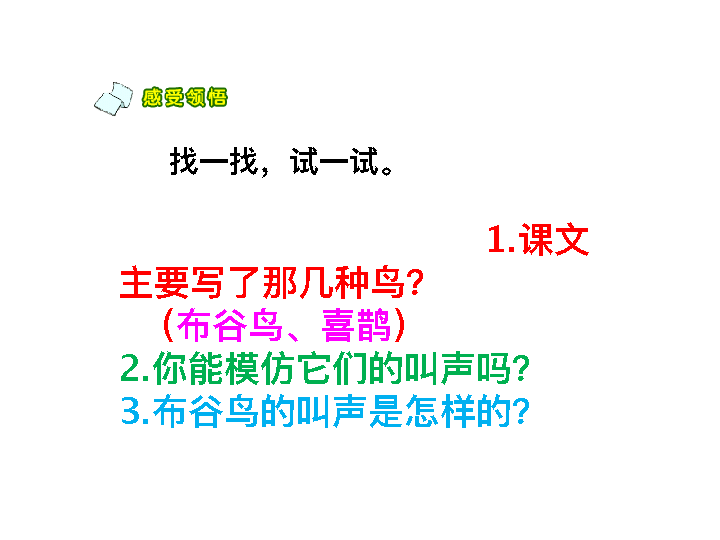 感受领悟
找一找，试一试。
1.课文
主要写了那几种鸟?
（布谷鸟、喜鹊）
2.你能模仿它们的叫声吗?
3.布谷鸟的叫声是怎样的?